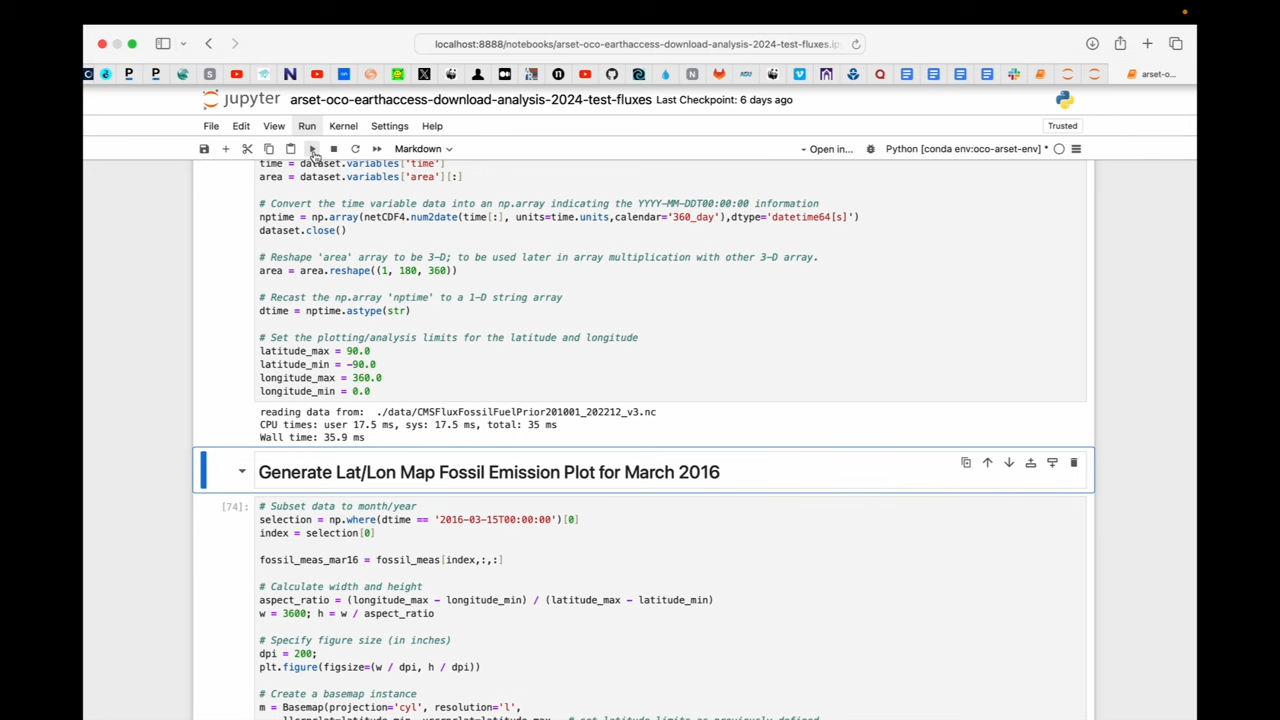 localhost:8888/notebooks/arset-oco-earthaccess-download-analysis-2024-test-fluxes.ip
arset-o...
jupyter arset-oco-earthaccess-download-analysis-2024-test-fluxes Last Checkpoint: 6 days ago
File Edit View Run Kernel Settings Help
Trusted
Markdown Open in... Python [conda env:oco-arset-env] *
time = dataset.variables['time']
area = dataset.variables['area'][:]
# Convert the time variable data into an np.array indicating the YYYY-MM-DDT00:00:00 information
nptime = np.array(netCDF4.num2date(time[:], units=time.units,calendar='360_day'),dtype='datetime64[s]')
dataset.close()
# Reshape 'area' array to be 3-D; to be used later in array multiplication with other 3-D array.
area = area.reshape((1, 180, 360))
# Recast the np.array 'nptime' to a 1-D string array
dtime = nptime.astype(str)
# Set the plotting/analysis limits for the latitude and longitude
latitude_max = 90.0
latitude_min = -90.0
longitude_max = 360.0
longitude_min = 0.0
reading data from: ./data/CMSFluxFossilFuelPrior201001_202212_v3.nc
CPU times: user 17.5 ms, sys: 17.5 ms, total: 35 ms
Wall time: 35.9 ms
Generate Lat/Lon Map Fossil Emission Plot for March 2016
[74]:
# Subset data to month/year
selection = np.where(dtime == '2016-03-15T00:00:00')[0]
index = selection[0]
fossil_meas_mar16 = fossil_meas[index,:,:]
# Calculate width and height
aspect_ratio = (longitude_max - longitude_min) / (latitude_max - latitude_min)
w = 3600; h = w / aspect_ratio
# Specify figure size (in inches)
dpi = 200;
plt.figure(figsize=(w / dpi, h / dpi))
# Create a basemap instance
m = Basemap(projection='cyl', resolution='l',